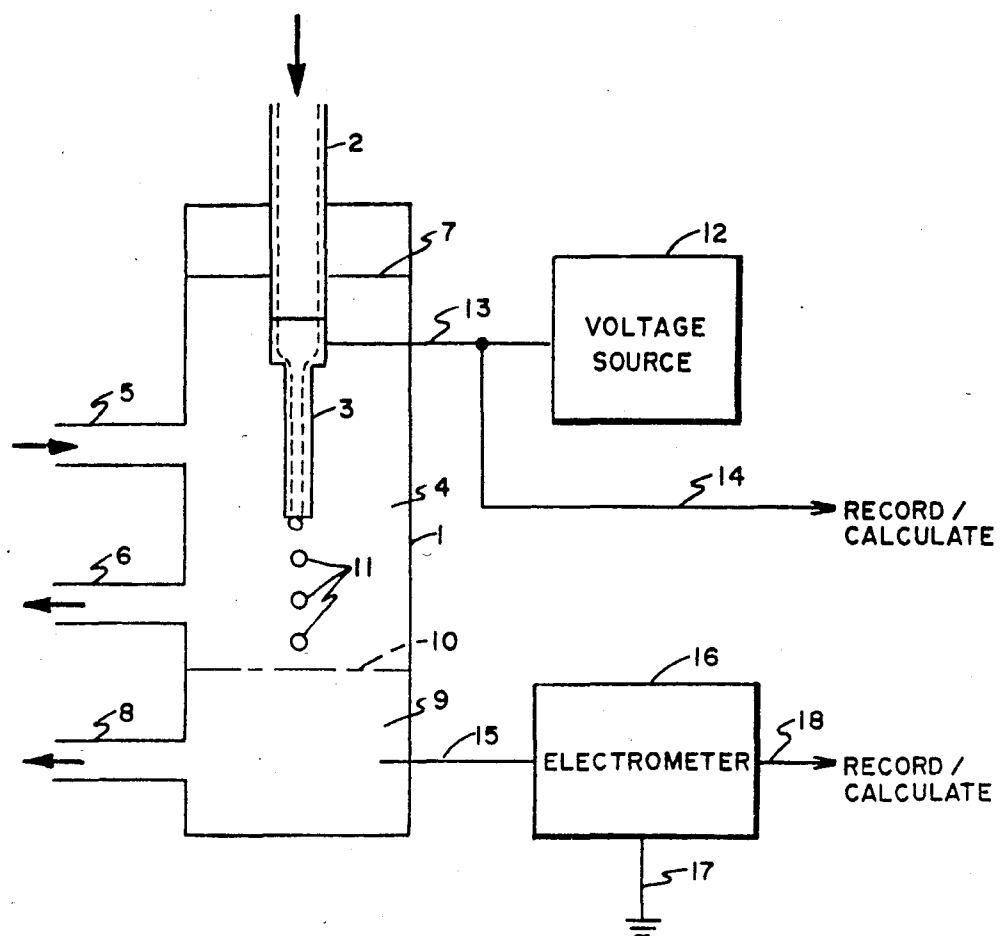 2
7
12
13
VOLTAGE
SOURCE
5
3
4
14
RECORD /
CALCULATE
1
6
11
10
16
9
8
15
ELECTROMETER
18
RECORD /
CALCULATE
17